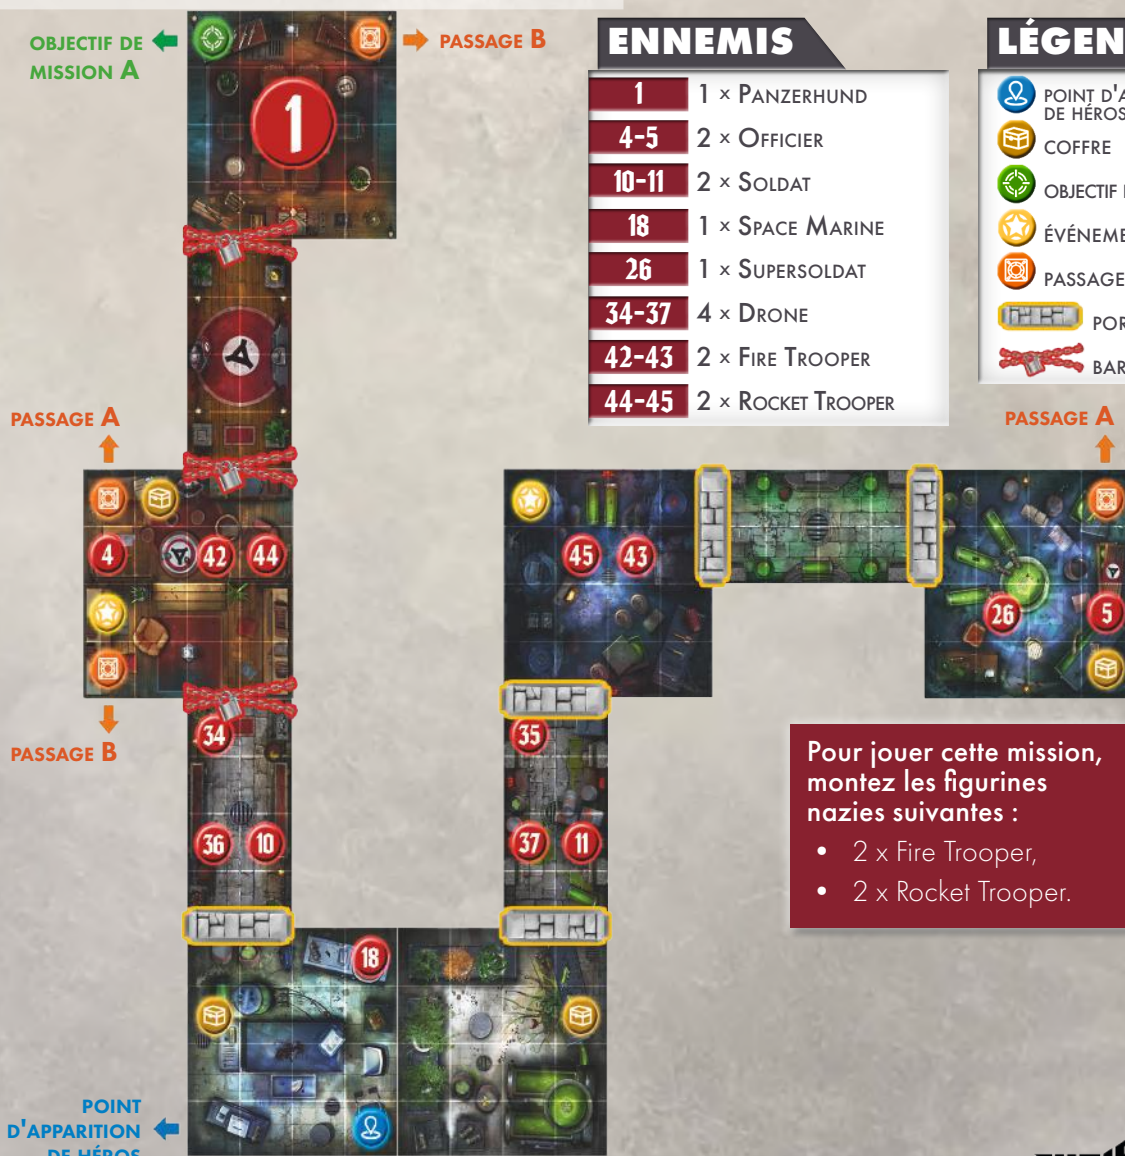 OBJECTIF DE
MISSION A
PASSAGE B
1
ENNEMIS
1 1 × PANZERHUND
4-5 2 × OFFICIER
10-11 2 × SOLDAT
18 1 × SPACE MARINE
26 1 × SUPERSOLDAT
34-37 4 × DRONE
42-43 2 × FIRE TROOPER
44-45 2 × ROCKET TROOPER
LÉGEN
POINT D'A
DE HÉROS
COFFRE
OBJECTIF
ÉVÉNEME
PASSAGE
POR
BAR
PASSAGE A
PASSAGE A
4 42 44
45 43
26 5
PASSAGE B
34
36 10
35
37 11
18
Pour jouer cette mission,
montez les figurines
nazies suivantes :
• 2 x Fire Trooper,
• 2 x Rocket Trooper.
POINT
D'APPARITION
DE HÉROS